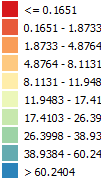 <= 0.1651
0.1651 - 1.8733
1.8733 - 4.8764
4.8764 - 8.1131
8.1131 - 11.948
11.9483 - 17.41
17.4103 - 26.39
26.3998 - 38.93
38.9384 - 60.24
> 60.2404